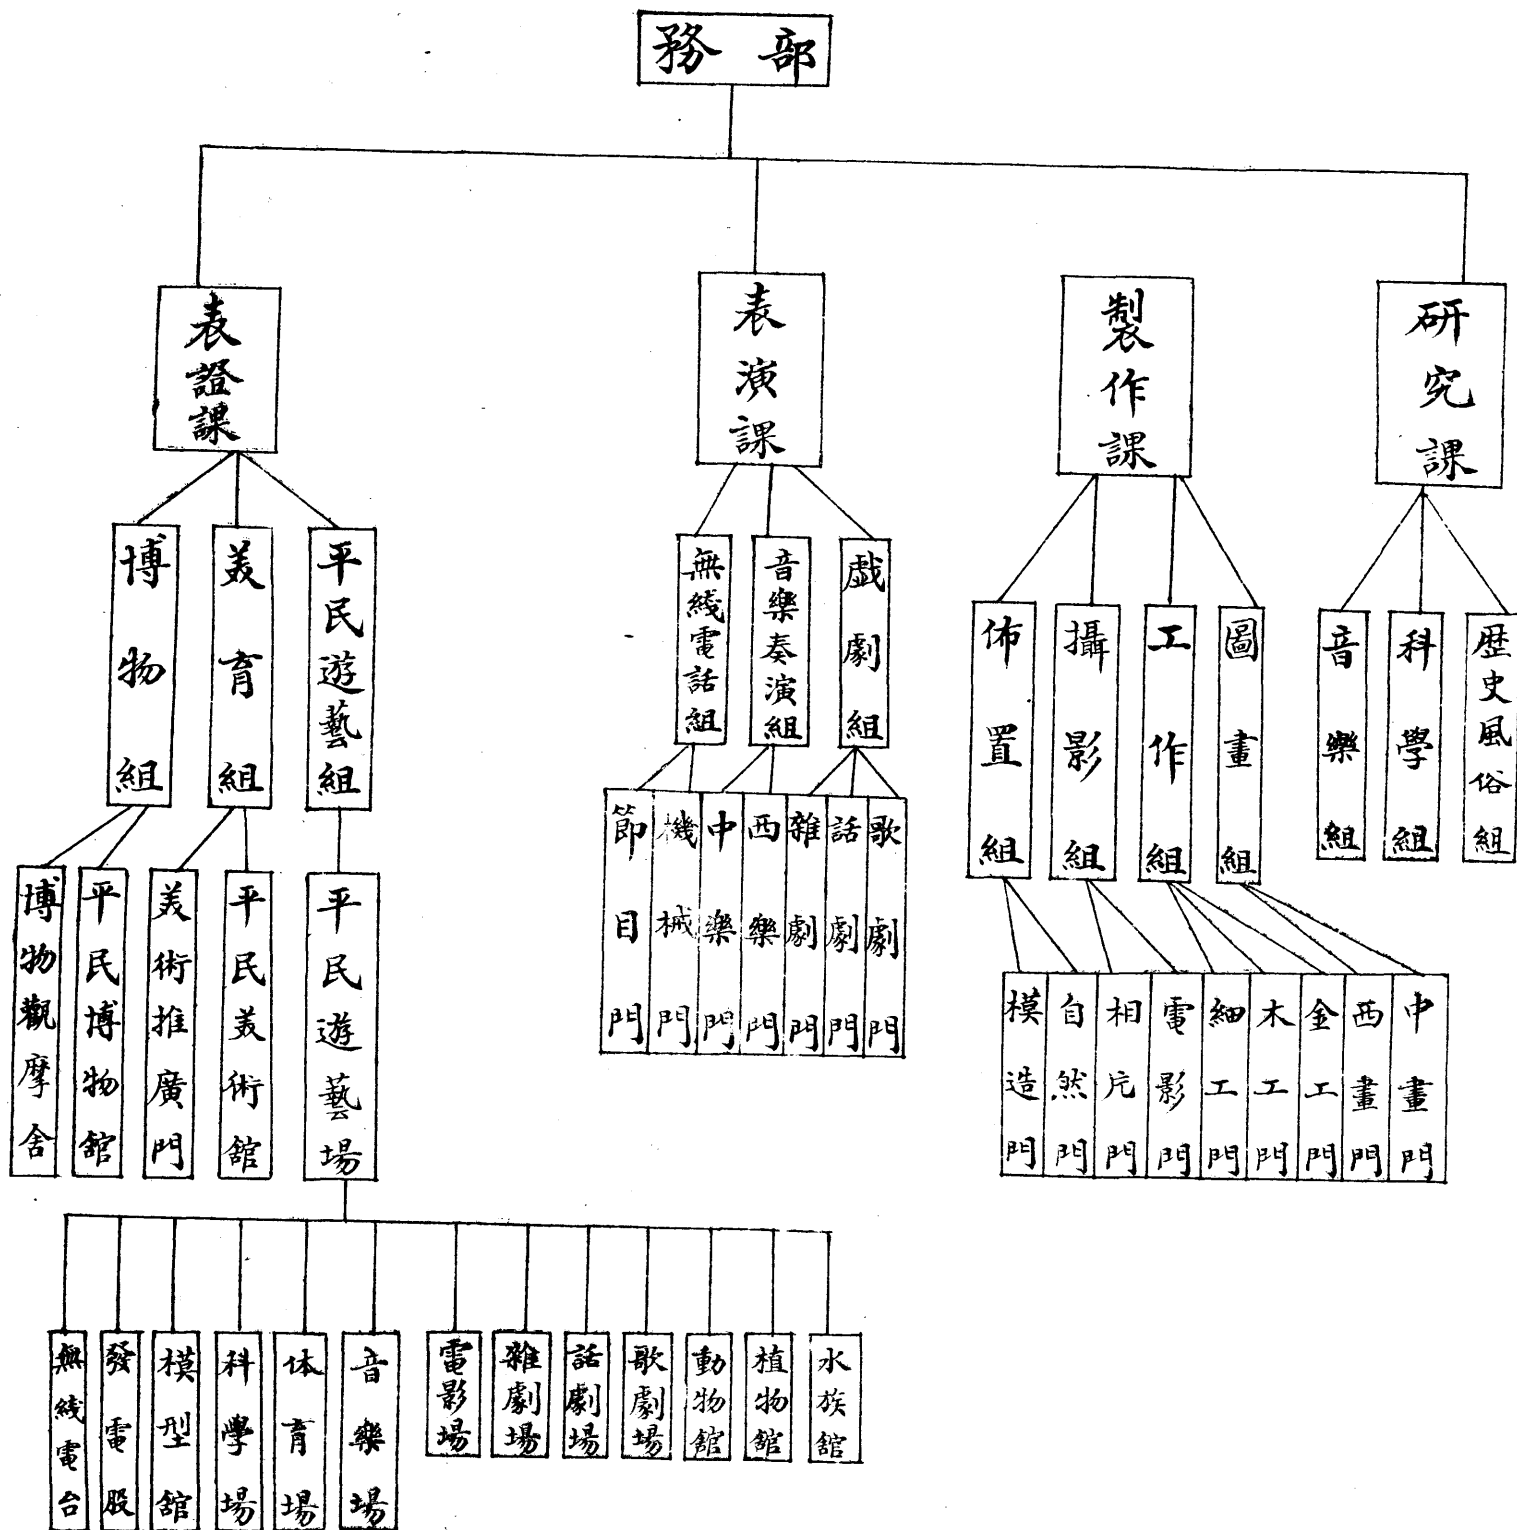 務部
表證課
表演課
製作課
研究課
博物組
美育組
平民遊藝組
無綫電話組
音樂奏演組
戯劇組
佈置組
攝影組
工作組
圖畫組
音樂組
科學組
歷史風俗組
博物觀摩舍
平民博物館
美術推廣門
平民美術館
平民遊藝場
節目門
機械門
中樂門
西樂門
雜劇門
話劇門
歌劇門
模造門
自然門
相片門
電影門
細工門
木工門
金工門
西畫門
中畫門
無綫電台
發電股
模型館
科學場
体育場
音樂場
電影場
雜劇場
話劇場
歌劇場
動物館
植物館
水族館